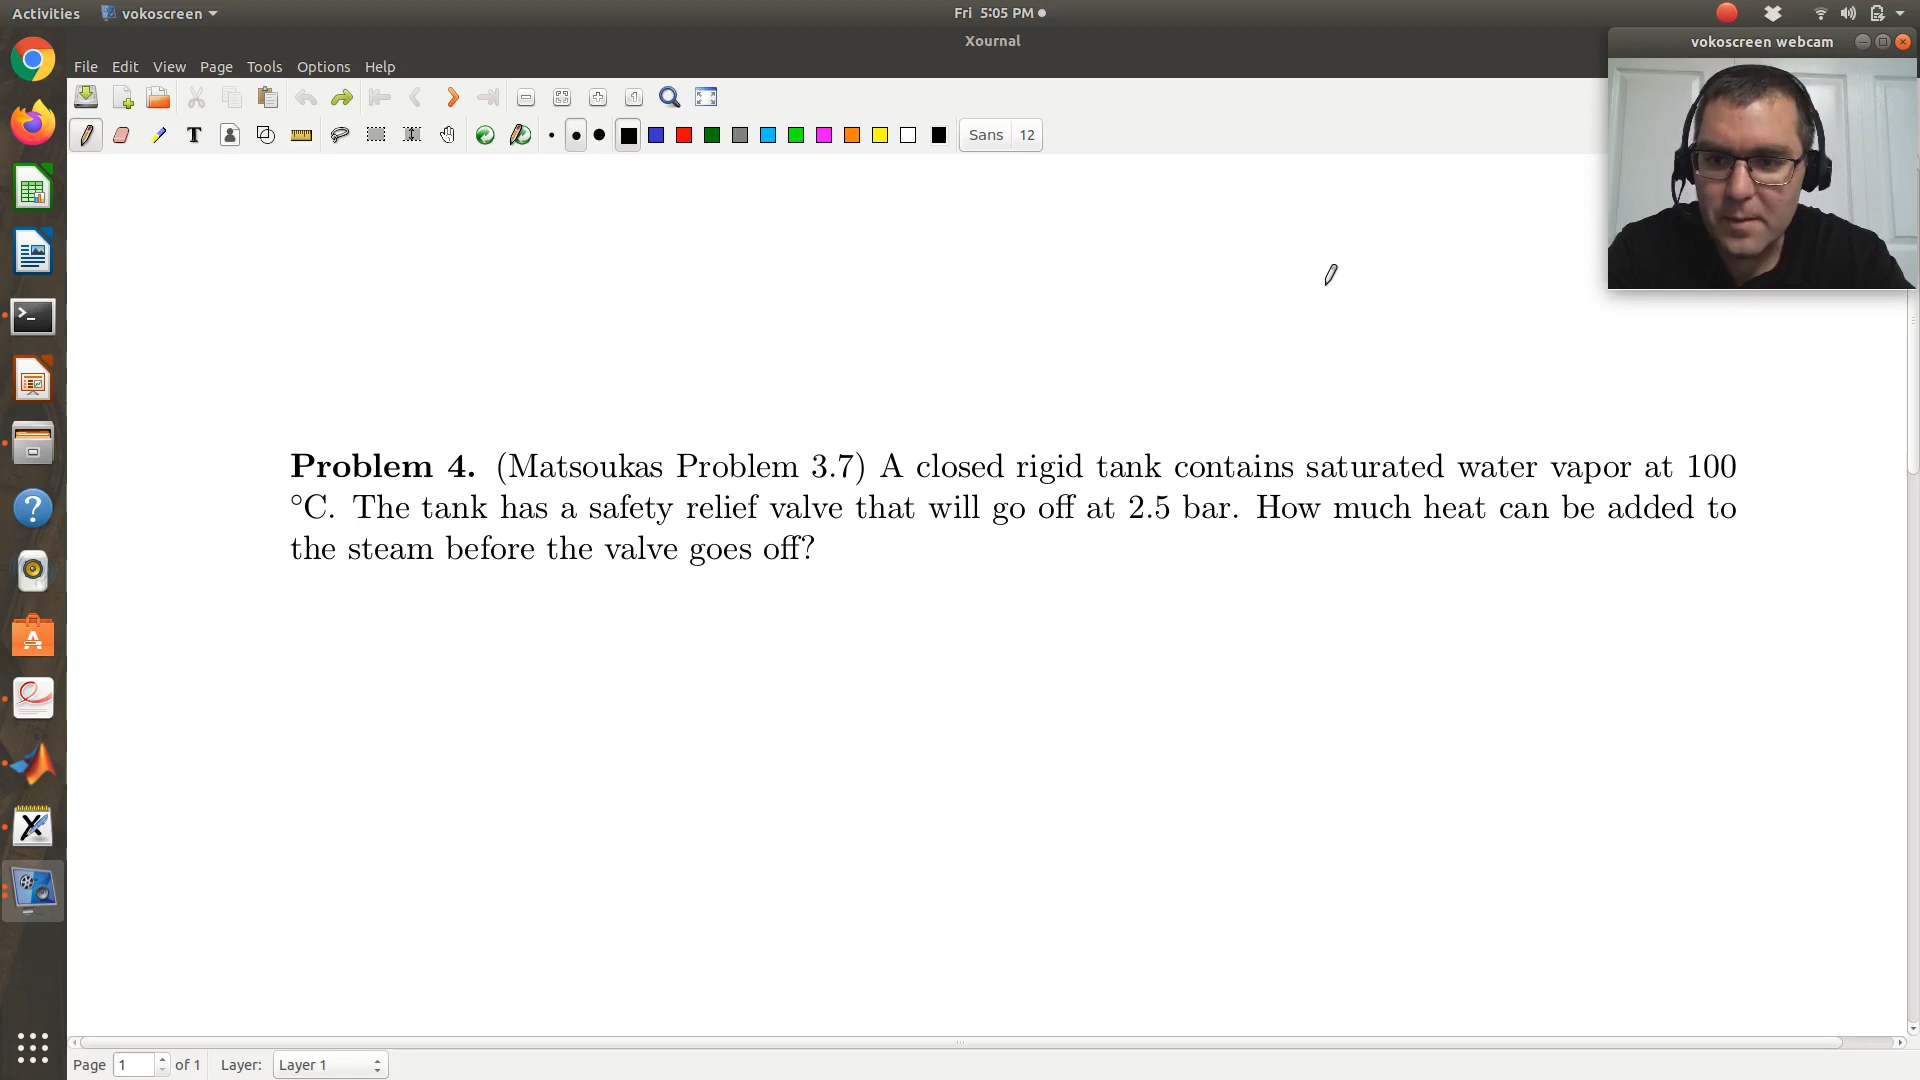 Activities vokoscreen Fri 5:05 PM
Xournal
vokoscreen webcam
File Edit View Page Tools Options Help
Sans 12
Problem 4. (Matsoukas Problem 3.7) A closed rigid tank contains saturated water vapor at 100
°C. The tank has a safety relief valve that will go off at 2.5 bar. How much heat can be added to
the steam before the valve goes off?
Page 1 of 1 Layer: Layer 1